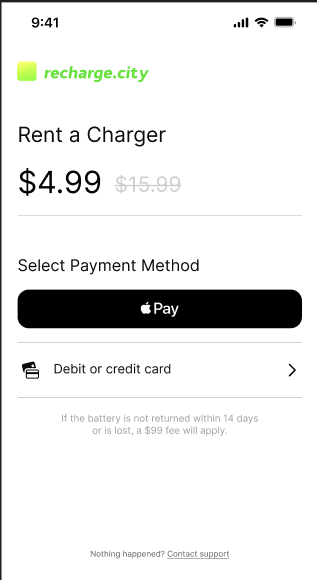 9:41
recharge.city
Rent a Charger
$4.99 $15.99
Select Payment Method
Pay
Debit or credit card
If the battery is not returned within 14 days
or is lost, a $99 fee will apply.
Nothing happened? Contact support